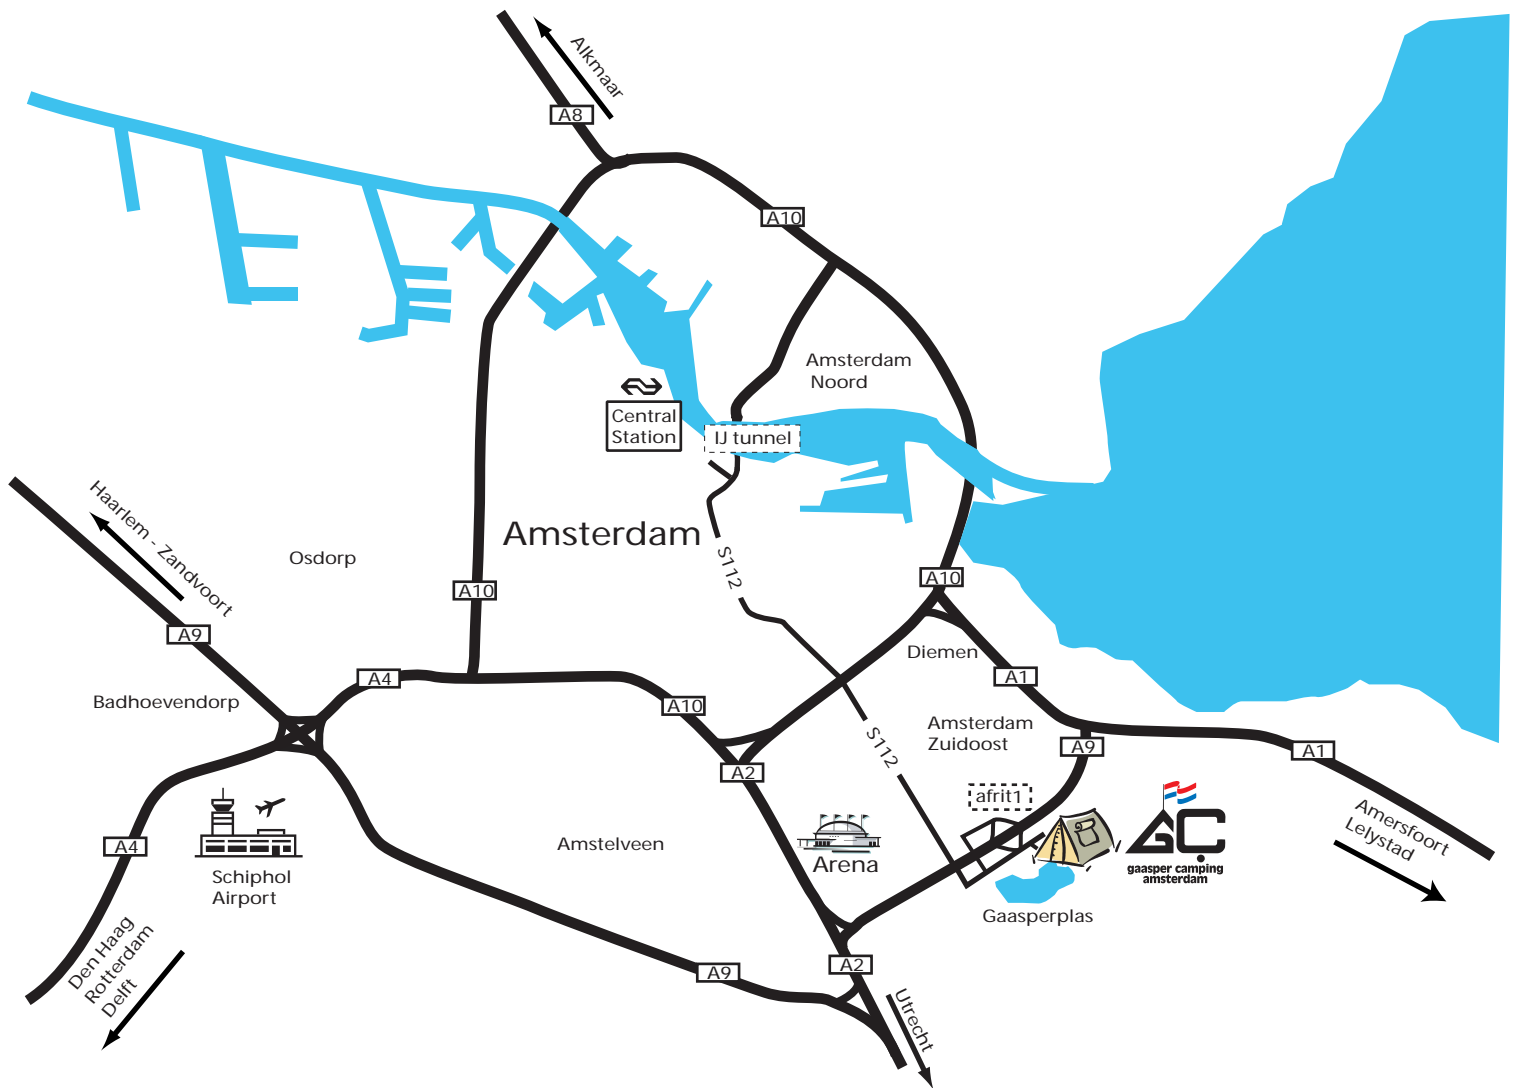 Alkmaar
A8
A10
Amsterdam
Noord
Central
Station
IJ tunnel
Haarlem - Zandvoort
Osdorp
Amsterdam
S112
A10
A10
A9
Diemen
A4
A1
Badhoevendorp
A10
Amsterdam
Zuidoost
S112
A9
A1
A2
afrit1
Amersfoort
Lelystad
A4
Amstelveen
Arena
gaasper camping
amsterdam
Schiphol
Airport
Gaasperplas
Den Haag
Rotterdam
Delft
A9
A2
Utrecht